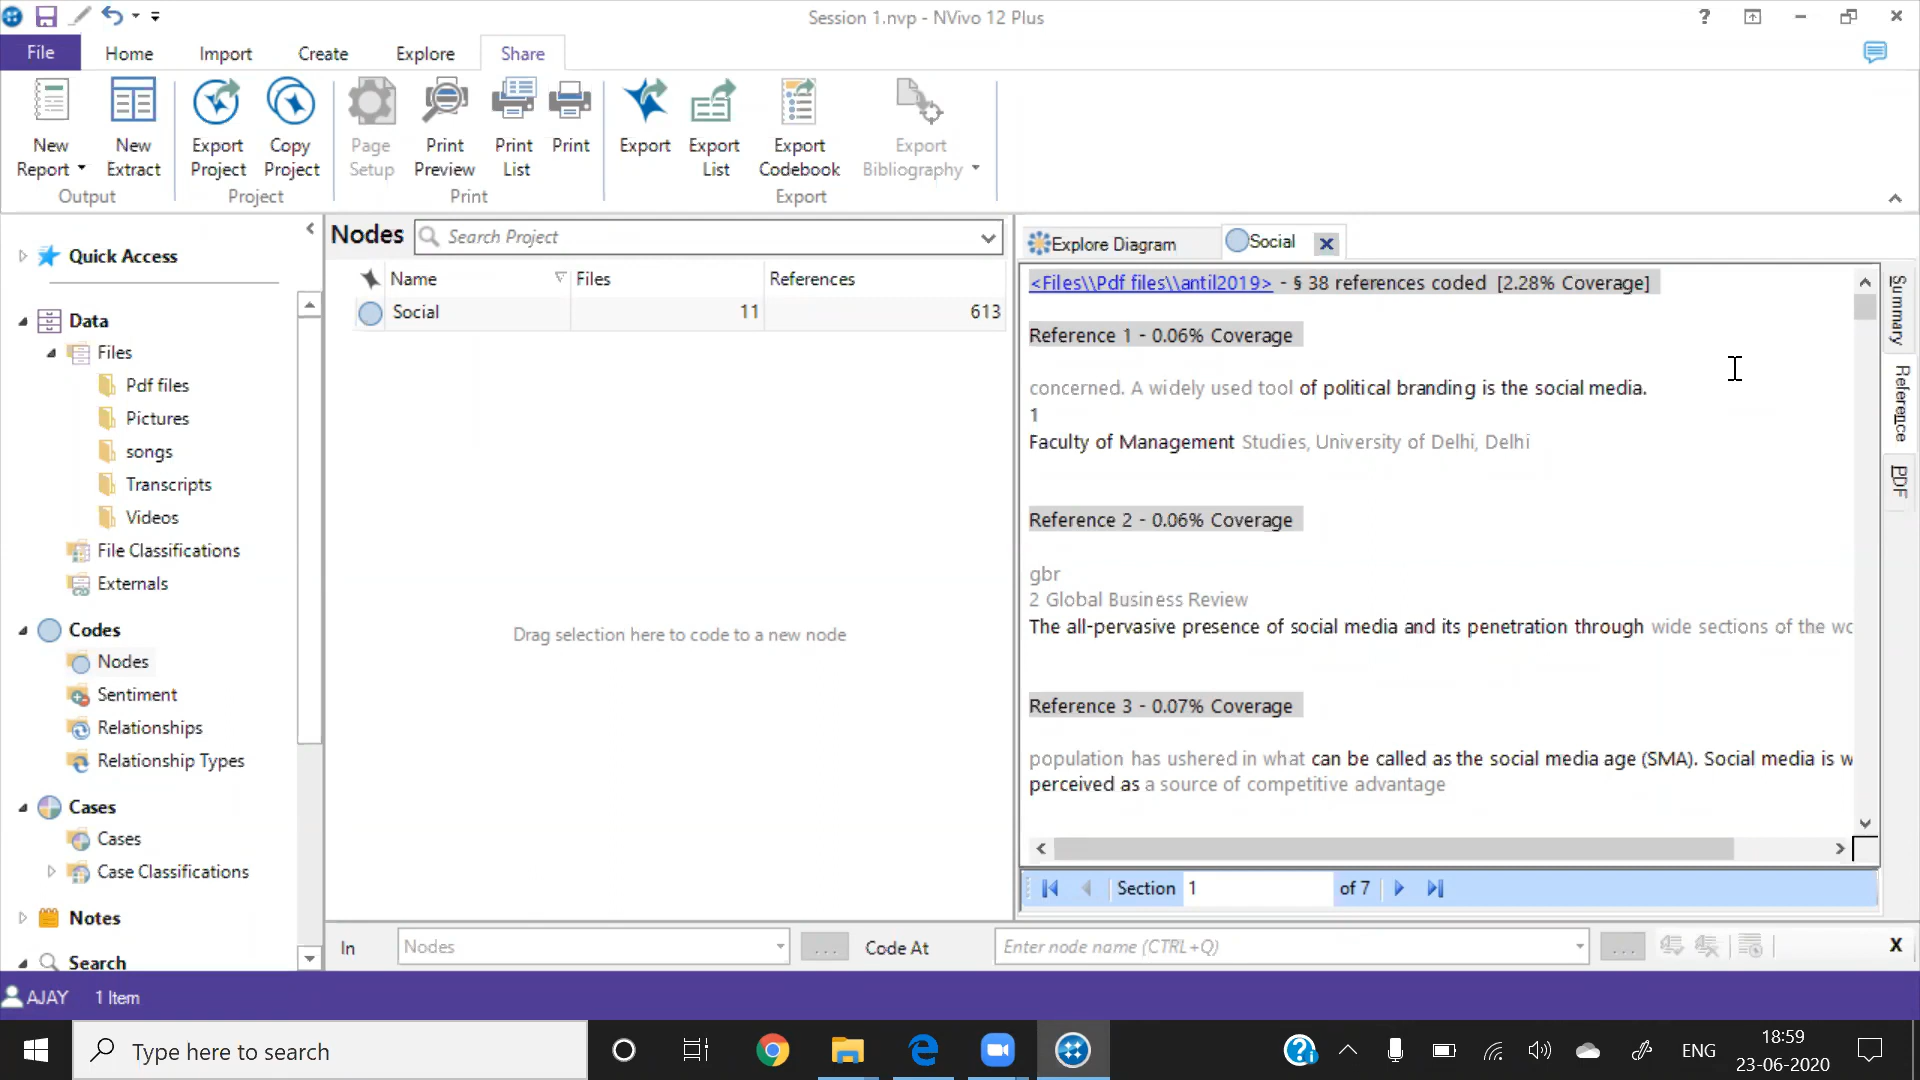 Session 1.nvp - NVivo 12 Plus
?
File
Home
Import
Create
Explore
Share
New Report
New Extract
Export Project
Copy Project
Page Setup
Print Preview
Print List
Print
Export
Export List
Export Codebook
Export Bibliography
Output
Project
Print
Export
Quick Access
Data
Files
Pdf files
Pictures
songs
Transcripts
Videos
File Classifications
Externals
Codes
Nodes
Sentiment
Relationships
Relationship Types
Cases
Cases
Case Classifications
Notes
Search
Nodes
Search Project
Name
Files
References
Social
11
613
Drag selection here to code to a new node
Explore Diagram
Social
<Files\\Pdf files\\antil2019> - § 38 references coded [2.28% Coverage]
Reference 1 - 0.06% Coverage
concerned. A widely used tool of political branding is the social media.
1
Faculty of Management Studies, University of Delhi, Delhi
Reference 2 - 0.06% Coverage
gbr
2 Global Business Review
The all-pervasive presence of social media and its penetration through wide sections of the wc
Reference 3 - 0.07% Coverage
population has ushered in what can be called as the social media age (SMA). Social media is w
perceived as a source of competitive advantage
Summary
Reference
PDF
Section 1 of 7
In
Nodes
...
Code At
Enter node name (CTRL+Q)
...
X
AJAY
1 Item
Type here to search
ENG
18:59
23-06-2020